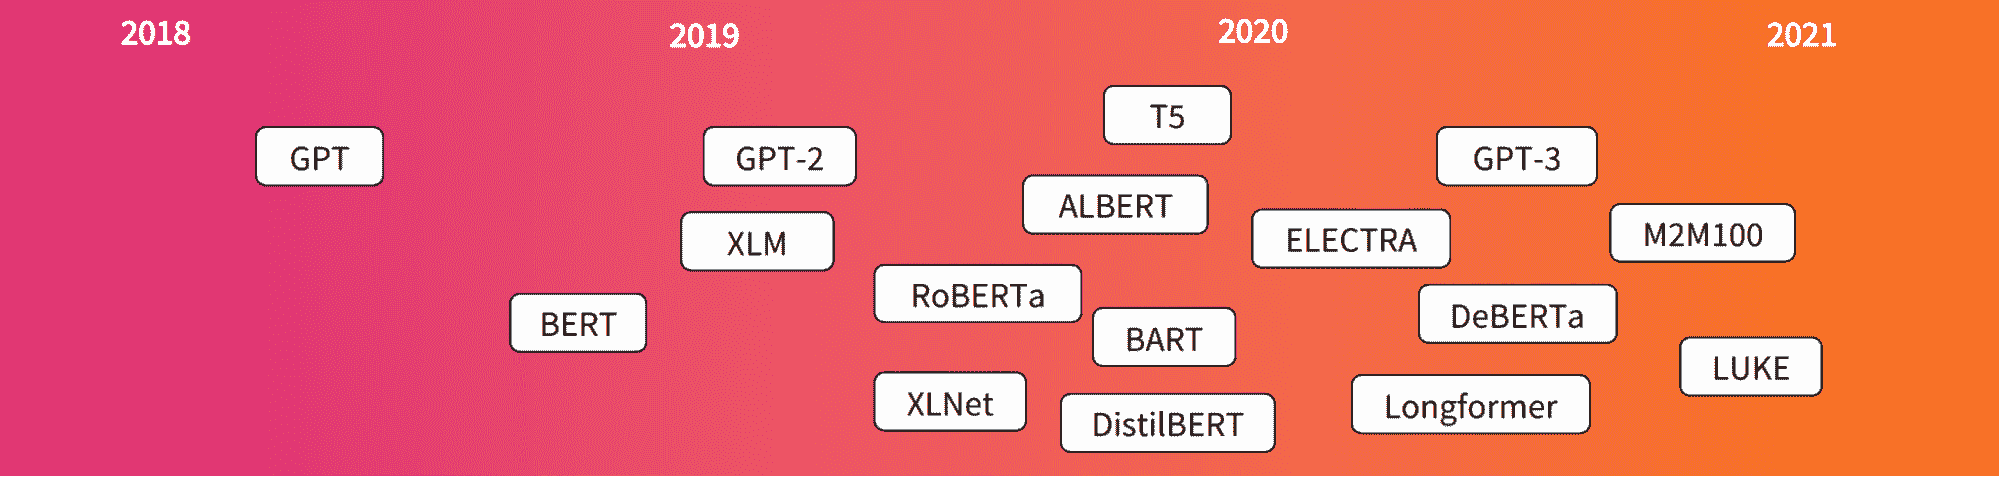 2018
2019
2020
2021
T5
GPT
GPT-2
GPT-3
ALBERT
XLM
ELECTRA
M2M100
RoBERTa
BERT
BART
DeBERTa
LUKE
XLNet
DistilBERT
Longformer